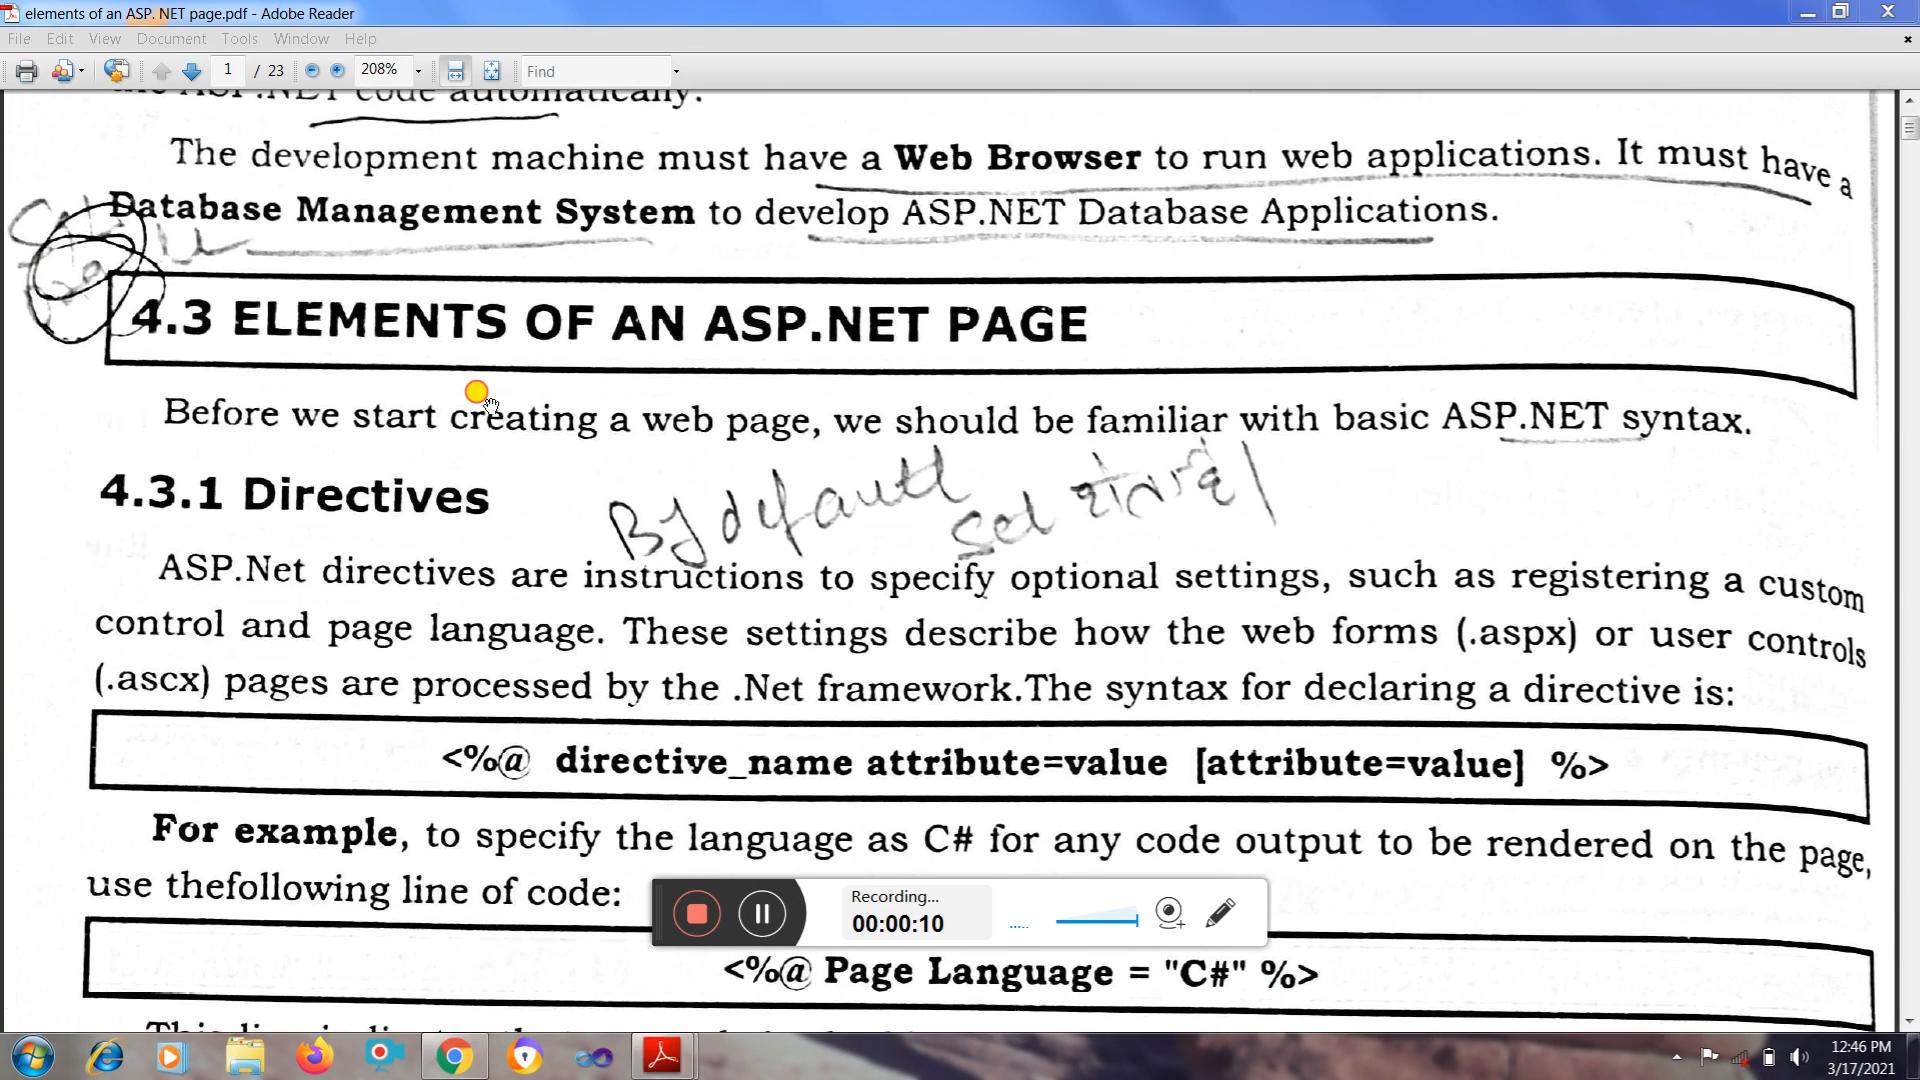 elements of an ASP. NET page.pdf - Adobe Reader
File Edit View Document Tools Window Help
1 / 23 208% Find
the ASP.NET code automatically.
The development machine must have a Web Browser to run web applications. It must have a
Database Management System to develop ASP.NET Database Applications.
4.3 ELEMENTS OF AN ASP.NET PAGE
Before we start creating a web page, we should be familiar with basic ASP.NET syntax.
4.3.1 Directives
By default
Set
ASP.Net directives are instructions to specify optional settings, such as registering a custom
control and page language. These settings describe how the web forms (.aspx) or user controls
(.ascx) pages are processed by the .Net framework.The syntax for declaring a directive is:
<%@ directive_name attribute=value [attribute=value] %>
For example, to specify the language as C# for any code output to be rendered on the page,
use thefollowing line of code:
Recording...
00:00:10
<%@ Page Language = "C#" %>
12:46 PM
3/17/2021